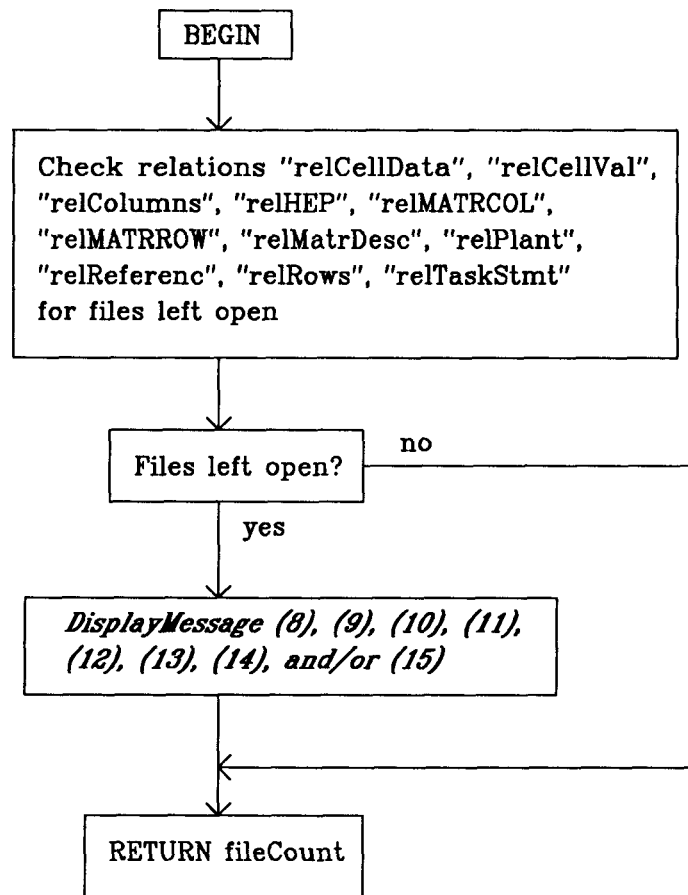 BEGIN
Check relations "relCellData", "relCellVal",
"relColumns", "relHEP", "relMATRCOL",
"relMATRROW", "relMatrDesc", "relPlant",
"relReferenc", "relRows", "relTaskStmt"
for files left open
Files left open?
no
yes
DisplayMessage (8), (9), (10), (11),
(12), (13), (14), and/or (15)
RETURN fileCount